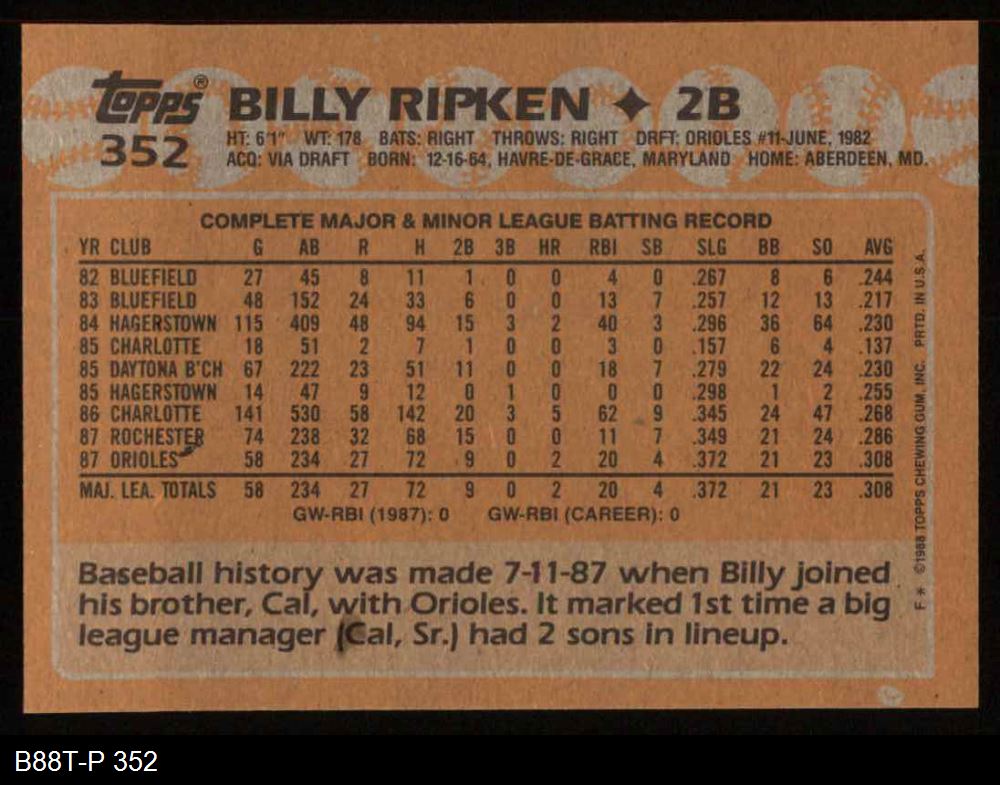 Topps® BILLY RIPKEN ✦ 2B
352 HT: 6'1" WT: 178 BATS: RIGHT THROWS: RIGHT DRFT: ORIOLES #11-JUNE, 1982
ACQ: VIA DRAFT BORN: 12-16-64, HAVRE-DE-GRACE, MARYLAND HOME: ABERDEEN, MD.
COMPLETE MAJOR & MINOR LEAGUE BATTING RECORD
YR CLUB G AB R H 2B 3B HR RBI SB SLG BB SO AVG
82 BLUEFIELD 27 45 8 11 1 0 0 4 0 .267 8 6 .244
83 BLUEFIELD 48 152 24 33 6 0 0 13 7 .257 12 13 .217
84 HAGERSTOWN 115 409 48 94 15 3 2 40 3 .296 36 64 .230
85 CHARLOTTE 18 51 2 7 1 0 0 3 0 .157 6 4 .137
85 DAYTONA B'CH 67 222 23 51 11 0 0 18 7 .279 22 24 .230
85 HAGERSTOWN 14 47 9 12 0 1 0 0 0 .298 1 2 .255
86 CHARLOTTE 141 530 58 142 20 3 5 62 9 .345 24 47 .268
87 ROCHESTER 74 238 32 68 15 0 0 11 7 .349 21 24 .286
87 ORIOLES 58 234 27 72 9 0 2 20 4 .372 21 23 .308
MAJ. LEA. TOTALS 58 234 27 72 9 0 2 20 4 .372 21 23 .308
GW-RBI (1987): 0 GW-RBI (CAREER): 0
Baseball history was made 7-11-87 when Billy joined
his brother, Cal, with Orioles. It marked 1st time a big
league manager (Cal, Sr.) had 2 sons in lineup.
F * ©1988 TOPPS CHEWING GUM, INC. PRTD. IN U.S.A.
B88T-P 352